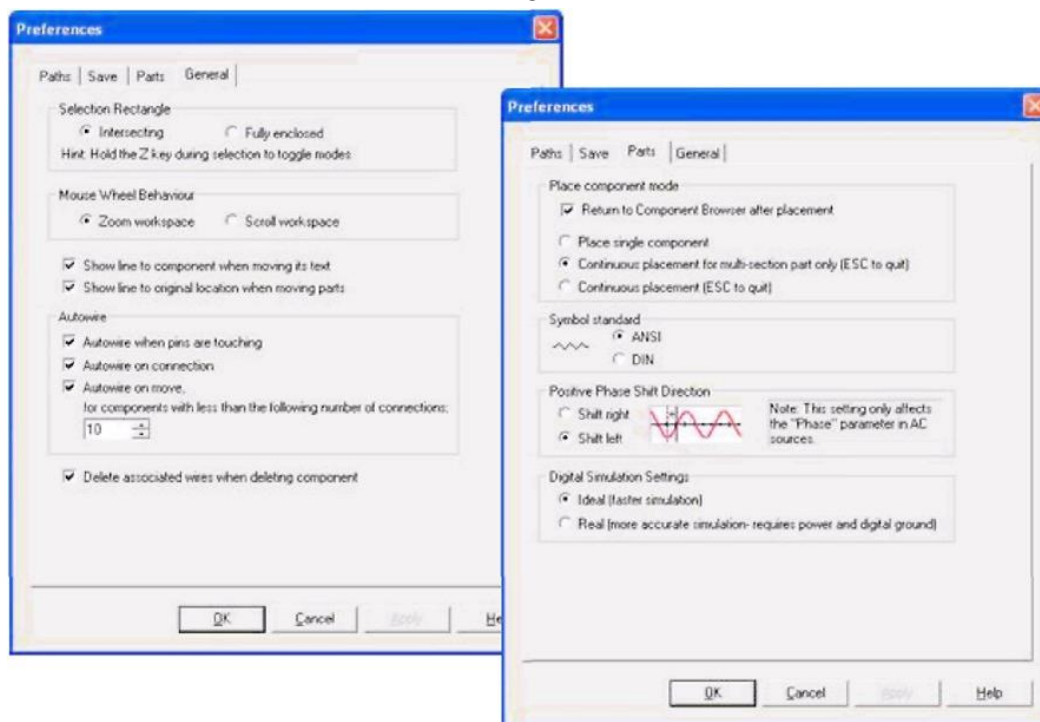 Preferences
Paths Save Parts General
Selection Rectangle
Intersecting Fully enclosed
Hint: Hold the Z key during selection to toggle modes
Mouse Wheel Behaviour
Zoom workspace Scroll workspace
Show line to component when moving its text
Show line to original location when moving parts
Autowire
Autowire when pins are touching
Autowire on connection
Autowire on move,
for components with less than the following number of connections:
10
Delete associated wires when deleting component
OK Cancel Apply He
Preferences
Paths Save Parts General
Place component mode
Return to Component Browser after placement
Place single component
Continuous placement for multi-section part only (ESC to quit)
Continuous placement (ESC to quit)
Symbol standard
ANSI
DIN
Positive Phase Shift Direction
Shift right
Shift left
Note: This setting only affects
the "Phase" parameter in AC
sources.
Digital Simulation Settings
Ideal (faster simulation)
Real (more accurate simulation- requires power and digital ground)
OK Cancel Apply Help